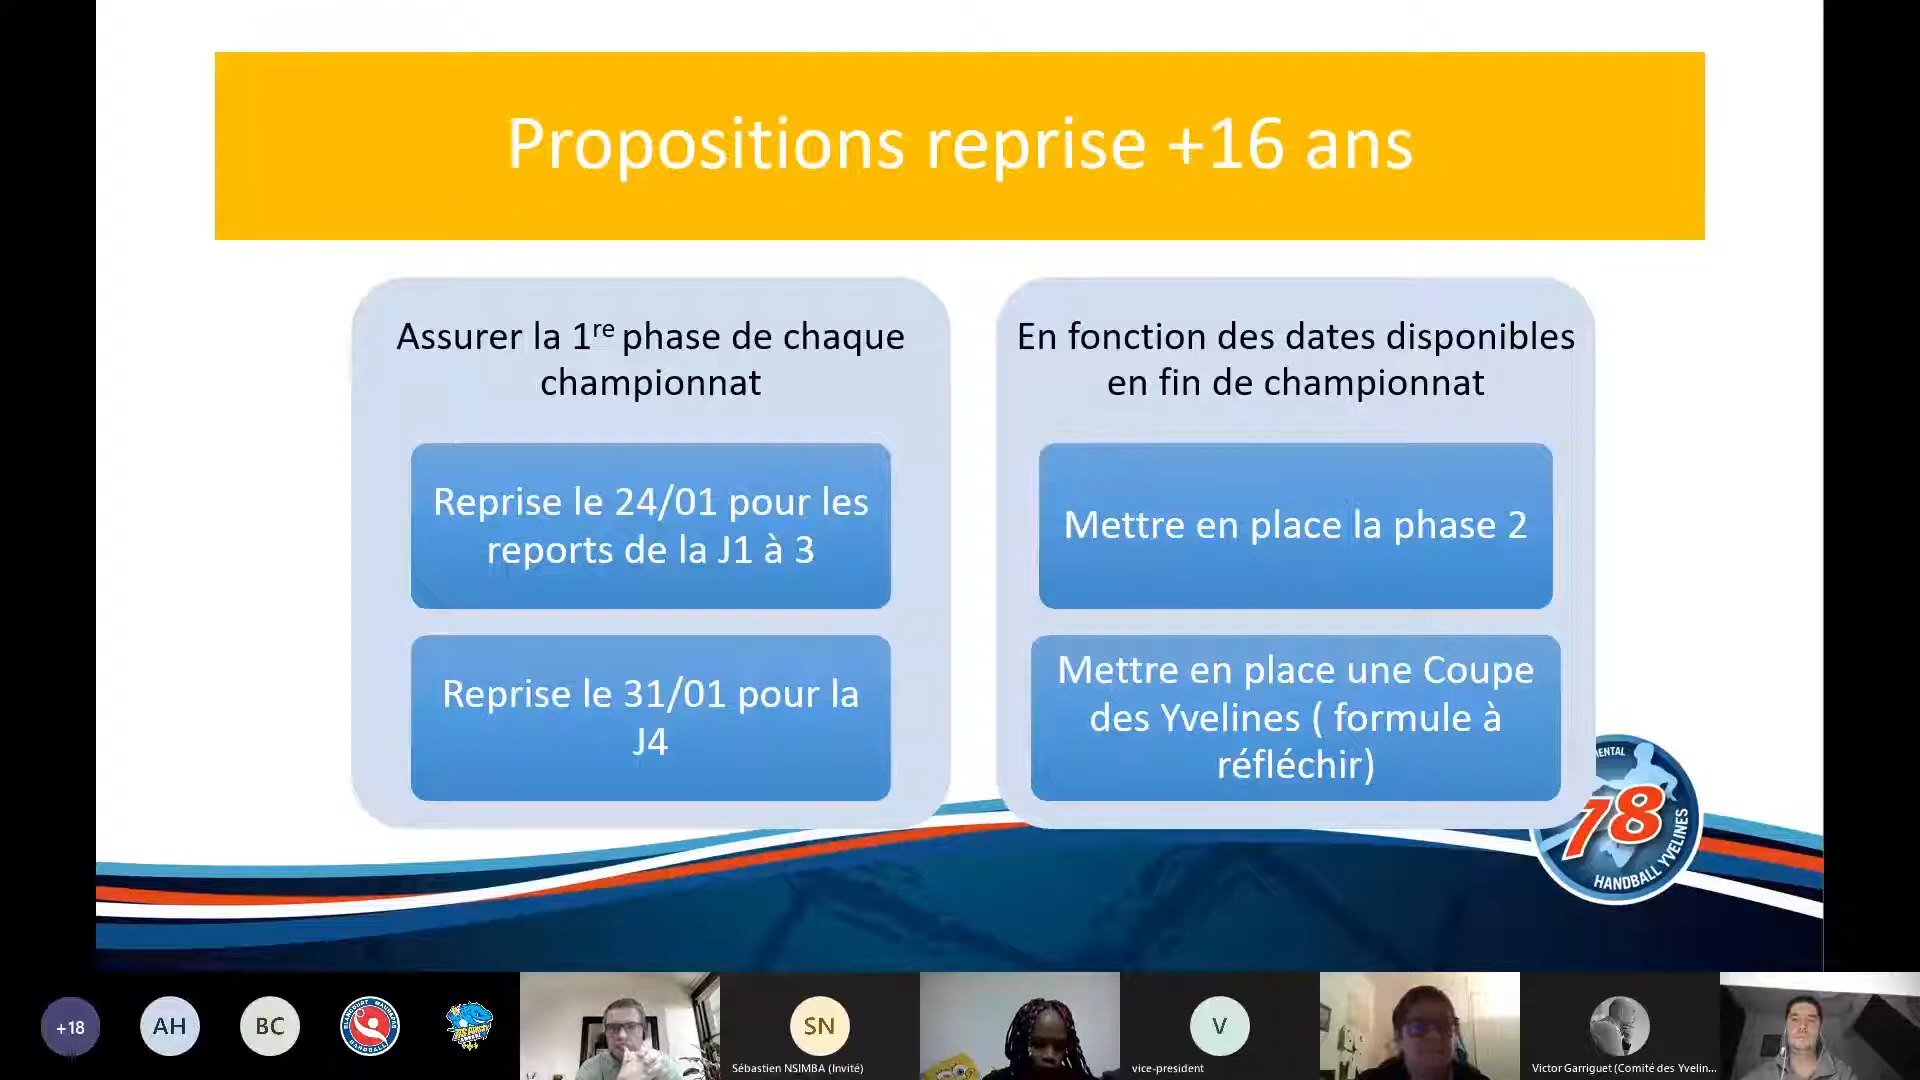 Propositions reprise +16 ans
Assurer la 1re phase de chaque
championnat
En fonction des dates disponibles
en fin de championnat
Reprise le 24/01 pour les
reports de la J1 à 3
Mettre en place la phase 2
Reprise le 31/01 pour la
J4
Mettre en place une Coupe
des Yvelines ( formule à
réfléchir)
ENTAL
78
HANDBALL YVELINES
+18
AH
BC
SN
V
Sébastien NSIMBA (Invité)
vice-president
Victor Garriguet (Comité des Yvelin...